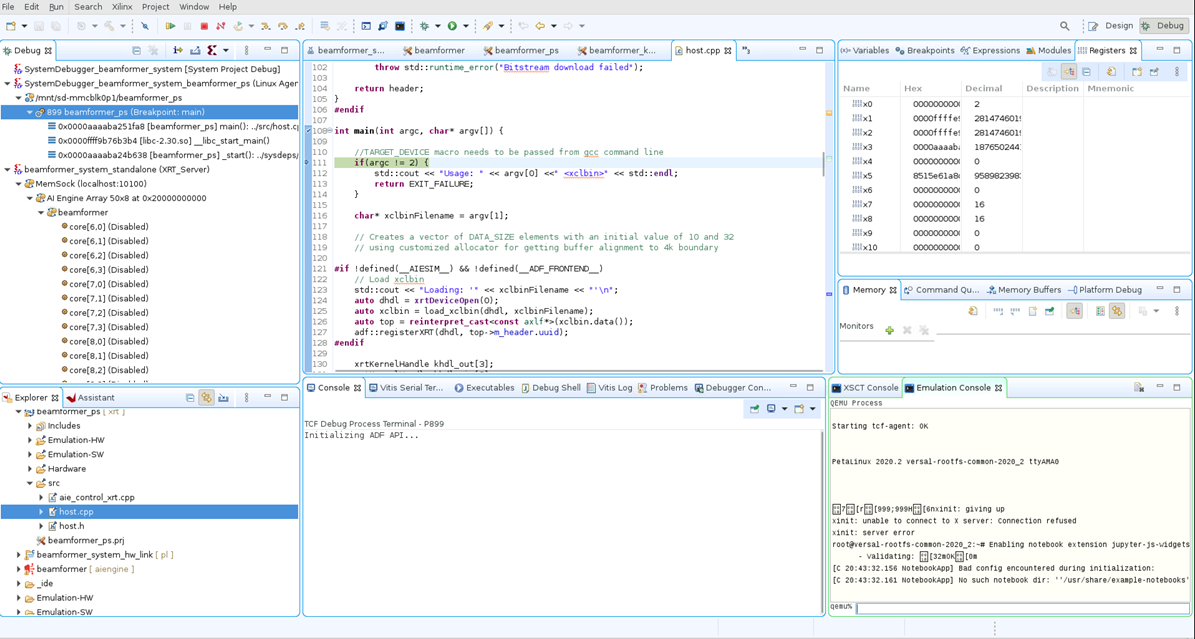 File Edit Search Xilinx Project Run Window Help
Design Debug
Debug
SystemDebugger_beamformer_system [System Project Debug]
SystemDebugger_beamformer_system_beamformer_ps (Linux Agen
/mnt/sd-mmcblk0p1/beamformer_ps
899 beamformer_ps (Breakpoint: main)
0x0000aaaaba251fa8 [beamformer_ps] main(): ../src/host.c
0x0000ffff9b76b3b4 [libc-2.30.so] __libc_start_main()
0x0000aaaaba24b638 [beamformer_ps] _start(): ../sysdeps/
beamformer_system_standalone (XRT_Server)
MemSock (localhost:10100)
AI Engine Array 50x8 at 0x20000000000
beamformer
core[6,0] (Disabled)
core[6,1] (Disabled)
core[6,2] (Disabled)
core[6,3] (Disabled)
core[7,0] (Disabled)
core[7,1] (Disabled)
core[7,2] (Disabled)
core[7,3] (Disabled)
core[8,0] (Disabled)
core[8,1] (Disabled)
core[8,2] (Disabled)
beamformer_s... beamformer beamformer_ps beamformer_k... host.cpp »5
102 throw std::runtime_error("Bitstream download failed");
103
104 return header;
105 }
106 #endif
107
108 int main(int argc, char* argv[]) {
109
110 //TARGET_DEVICE macro needs to be passed from gcc command line
111 if(argc != 2) {
112 std::cout << "Usage: " << argv[0] <<" <xclbin>" << std::endl;
113 return EXIT_FAILURE;
114 }
115
116 char* xclbinFilename = argv[1];
117
118 // Creates a vector of DATA_SIZE elements with an initial value of 10 and 32
119 // using customized allocator for getting buffer alignment to 4k boundary
120
121 #if !defined(__AIESIM__) && !defined(__ADF_FRONTEND__)
122 // Load xclbin
123 std::cout << "Loading: '" << xclbinFilename << "'\n";
124 auto dhdl = xrtDeviceOpen(0);
125 auto xclbin = load_xclbin(dhdl, xclbinFilename);
126 auto top = reinterpret_cast<const axlf*>(xclbin.data());
127 adf::registerXRT(dhdl, top->m_header.uuid);
128 #endif
129
130 xrtKernelHandle khdl_out[3];
Variables Breakpoints Expressions Modules Registers
Name Hex Decimal Description Mnemonic
x0 000000000( 2
x1 0000ffffe9 2814746019
x2 0000ffffe9 2814746019
x3 0000aaaab 1876502441
x4 000000000( 0
x5 8515e61a8( 9589823983
x6 000000000( 0
x7 000000000( 16
x8 000000000( 16
x9 000000000( 0
x10 000000000( 0
Memory Command Qu... Memory Buffers Platform Debug
Monitors
Explorer Assistant
beamformer_ps [ xrt ]
Includes
Emulation-HW
Emulation-SW
Hardware
src
aie_control_xrt.cpp
host.cpp
host.h
beamformer_ps.prj
beamformer_system_hw_link [ pl ]
beamformer [ aiengine ]
_ide
Emulation-HW
Emulation-SW
Console Vitis Serial Ter... Executables Debug Shell Vitis Log Problems Debugger Con...
TCF Debug Process Terminal - P899
Initializing ADF API...
XSCT Console Emulation Console
QEMU Process
Starting tcf-agent: OK
PetaLinux 2020.2 versal-rootfs-common-2020_2 ttyAMA0
7 [r [999;999H [6nxinit: giving up
xinit: unable to connect to X server: Connection refused
xinit: server error
root@versal-rootfs-common-2020_2:~# Enabling notebook extension jupyter-js-widgets
- Validating: [32mOK [0m
[C 20:43:32.156 NotebookApp] Bad config encountered during initialization:
[C 20:43:32.161 NotebookApp] No such notebook dir: ''/usr/share/example-notebooks'
qemu%